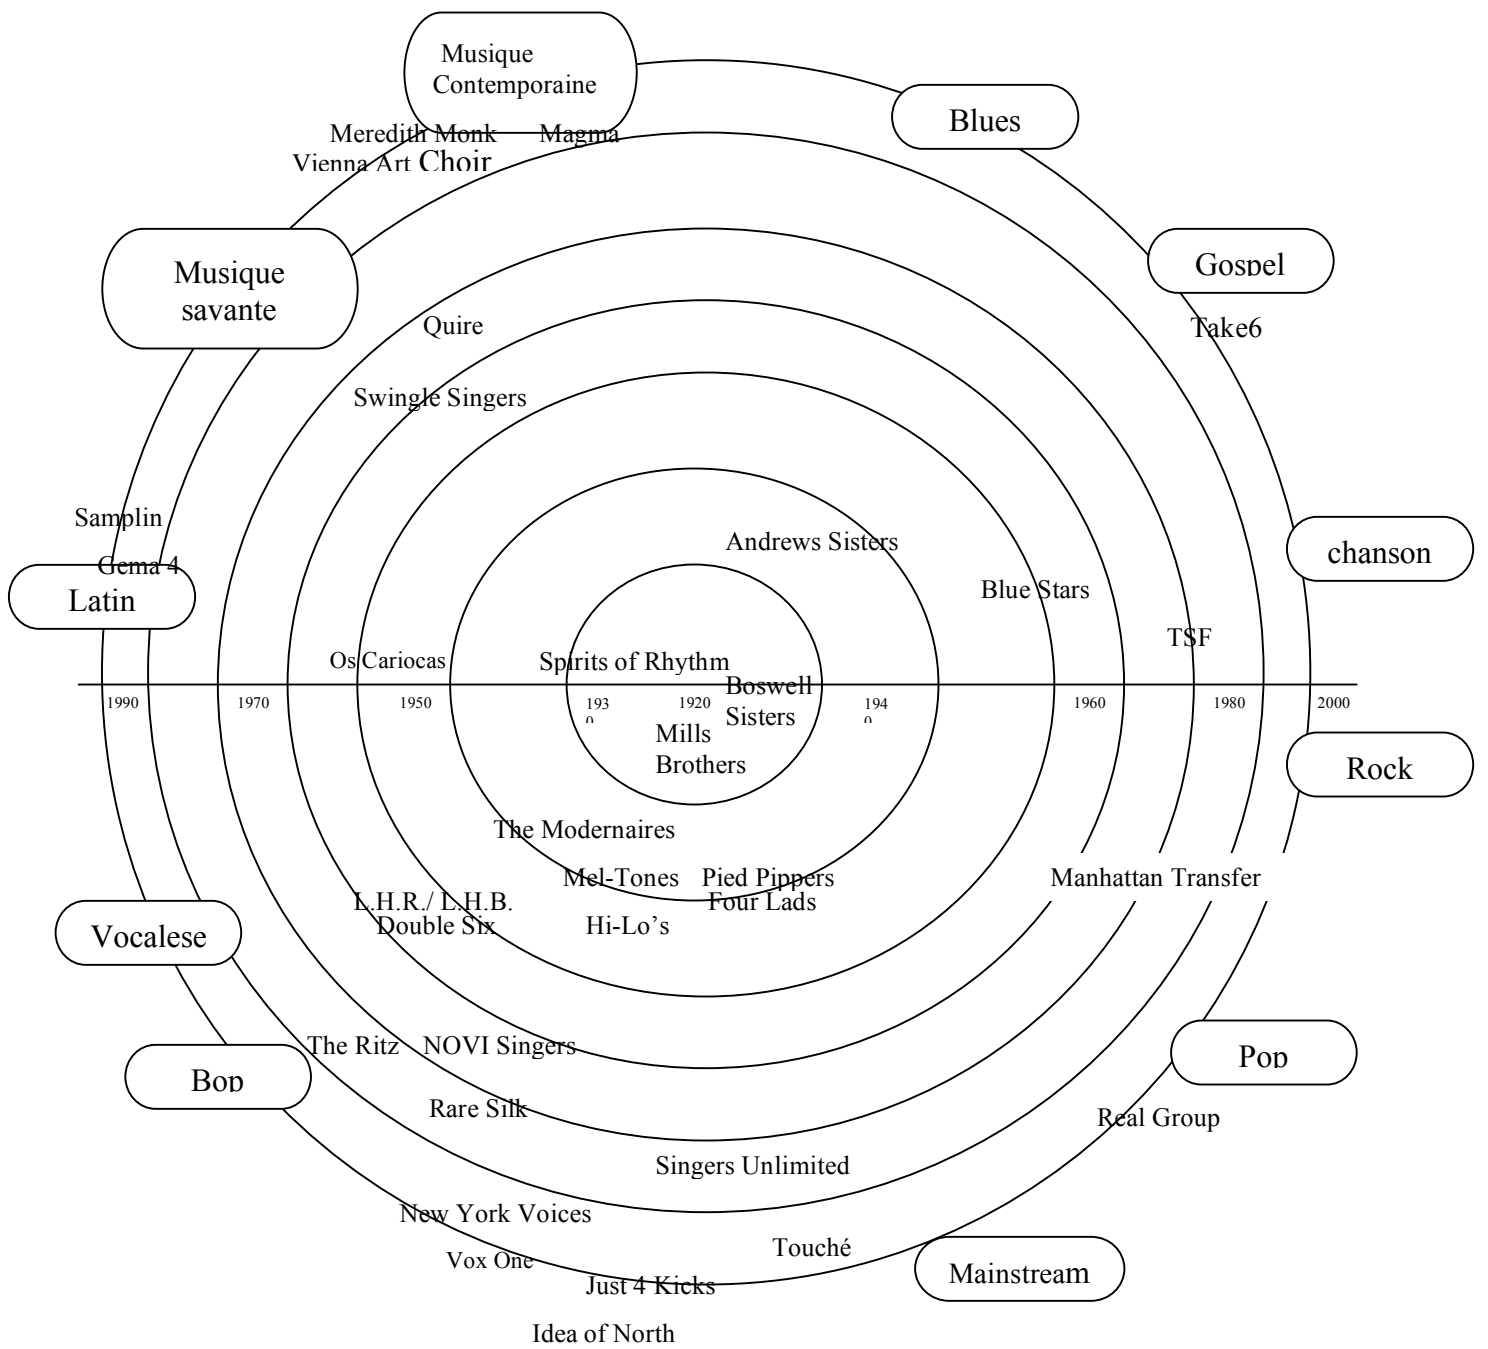 Musique
Contemporaine
Blues
Meredith Monk
Magma
Vienna Art Choir
Musique
savante
Gospel
Quire
Take6
Swingle Singers
Samplin
Andrews Sisters
chanson
Gema 4
Blue Stars
Latin
TSF
Os Cariocas
Spirits of Rhythm
Boswell
Sisters
1990
1970
1950
193
0
1920
194
0
1960
1980
2000
Mills
Brothers
Rock
The Modernaires
Mel-Tones
Pied Pippers
Manhattan Transfer
L.H.R./ L.H.B.
Four Lads
Double Six
Hi-Lo’s
Vocalese
The Ritz
NOVI Singers
Pop
Bop
Rare Silk
Real Group
Singers Unlimited
New York Voices
Touché
Vox One
Mainstream
Just 4 Kicks
Idea of North